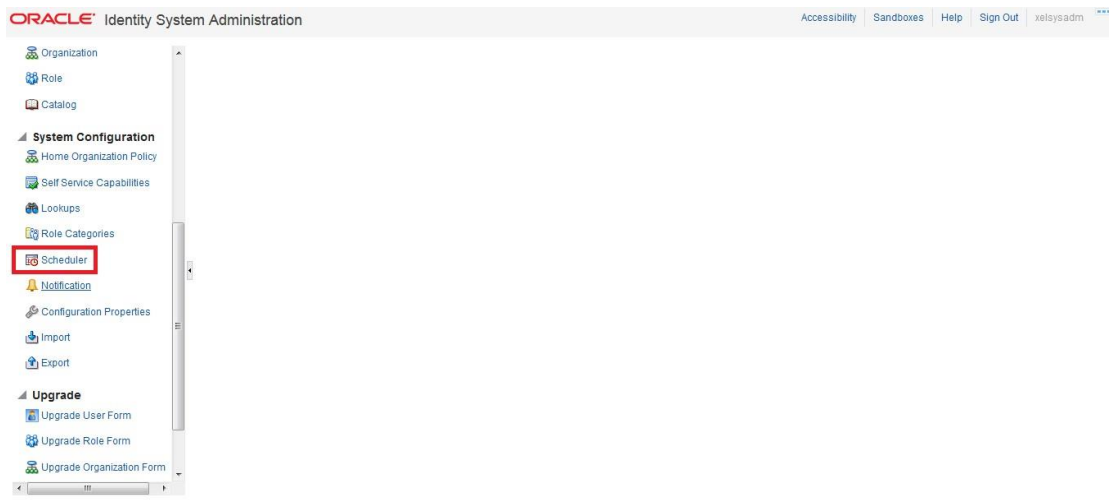 ORACLE® Identity System Administration
Accessibility Sandboxes Help Sign Out xelsysadm
Organization
Role
Catalog
System Configuration
Home Organization Policy
Self Service Capabilities
Lookups
Role Categories
Scheduler
Notification
Configuration Properties
Import
Export
Upgrade
Upgrade User Form
Upgrade Role Form
Upgrade Organization Form